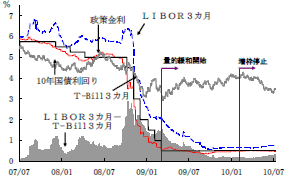 %
政策金利
ＬＩＢＯＲ３カ月
量的緩和開始
増枠停止
10年国債利回り
T-Bill３カ月
ＬＩＢＯＲ３カ月-
T-Bill３カ月
7
6
5
4
3
2
1
0
07/07
08/01
08/07
09/01
09/07
10/01
10/07